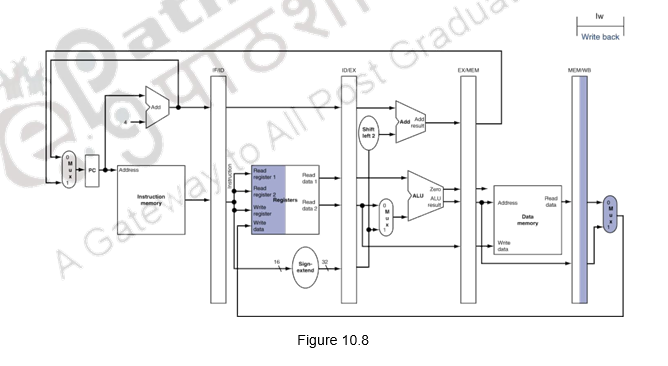 lw
Write back
IF/ID
ID/EX
EX/MEM
MEM/WB
Add
4
Add
Add
result
Shift
left 2
0
M
u
x
1
PC
Address
Instruction
memory
Instruction
Read
register 1
Read
register 2
Registers
Write
register
Write
data
Read
data 1
Read
data 2
0
M
u
x
1
Zero
ALU
ALU
result
Address
Read
data
Data
memory
Write
data
0
M
u
x
1
16
Sign-
extend
32
पाठशाला
A Gateway to All Post Graduate
Figure 10.8